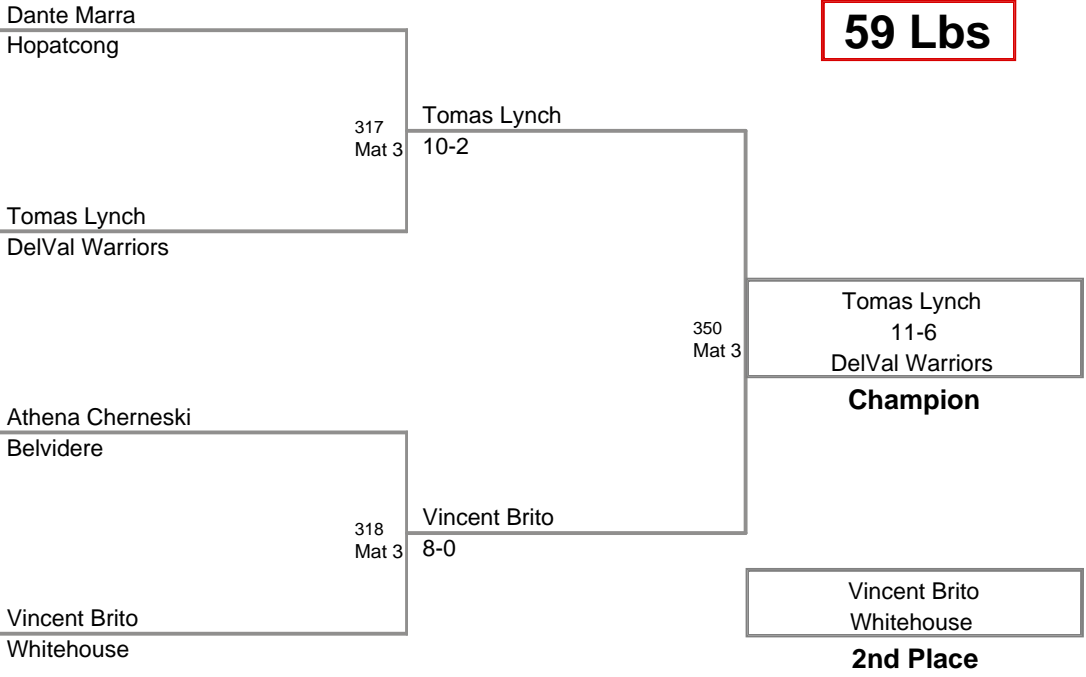 Dante Marra
Hopatcong
59 Lbs
317
Mat 3
Tomas Lynch
10-2
Tomas Lynch
DelVal Warriors
350
Mat 3
Tomas Lynch
11-6
DelVal Warriors
Champion
Athena Cherneski
Belvidere
318
Mat 3
Vincent Brito
8-0
Vincent Brito
Whitehouse
Vincent Brito
Whitehouse
2nd Place